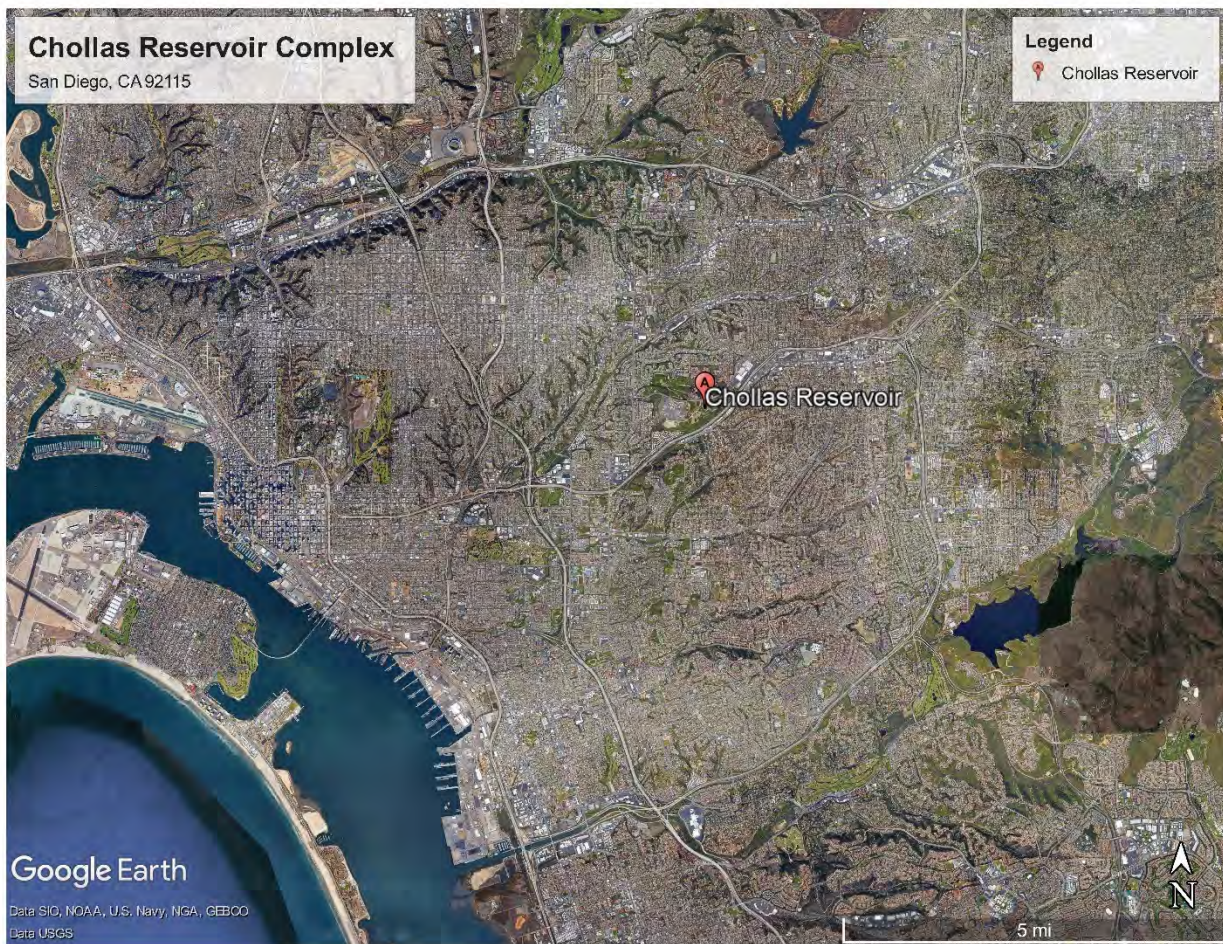 Chollas Reservoir Complex
San Diego, CA 92115
Legend
Chollas Reservoir
A
Chollas Reservoir
Google Earth
Data SIO, NOAA, U.S. Navy, NGA, GEBCO
Data USGS
N
5 mi